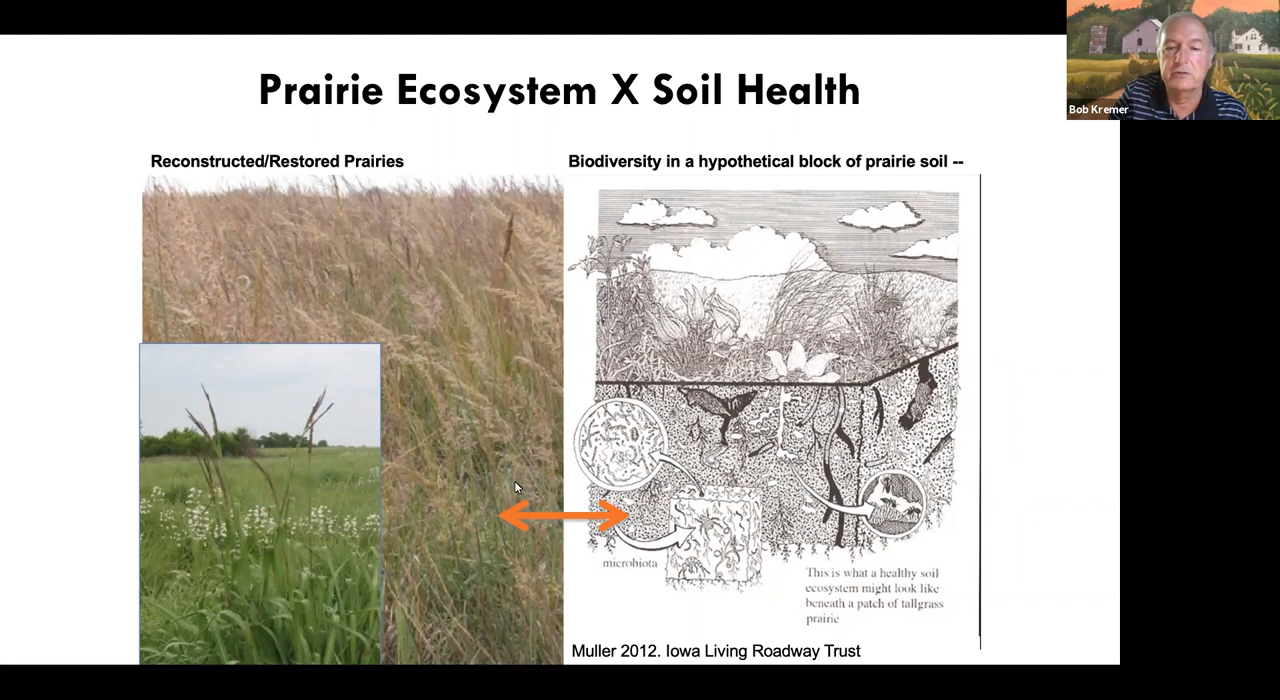 Prairie Ecosystem X Soil Health
Bob Kremer
Reconstructed/Restored Prairies
Biodiversity in a hypothetical block of prairie soil --
microbiota
This is what a healthy soil
ecosystem might look like
beneath a patch of tallgrass
prairie
Muller 2012. Iowa Living Roadway Trust